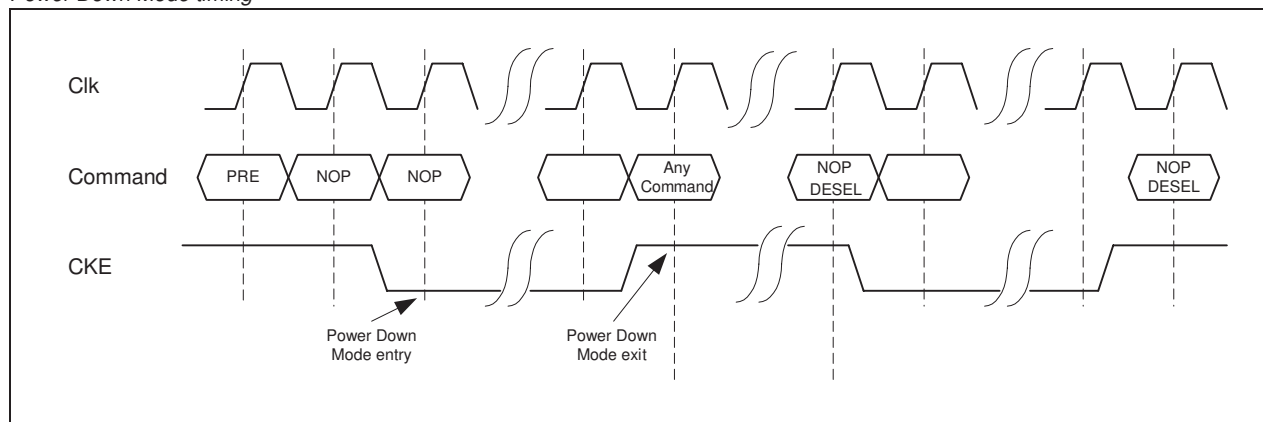 Power Down Mode timing
Clk
Command
PRE
NOP
NOP
Any
Command
NOP
DESEL
NOP
DESEL
CKE
Power Down
Mode entry
Power Down
Mode exit